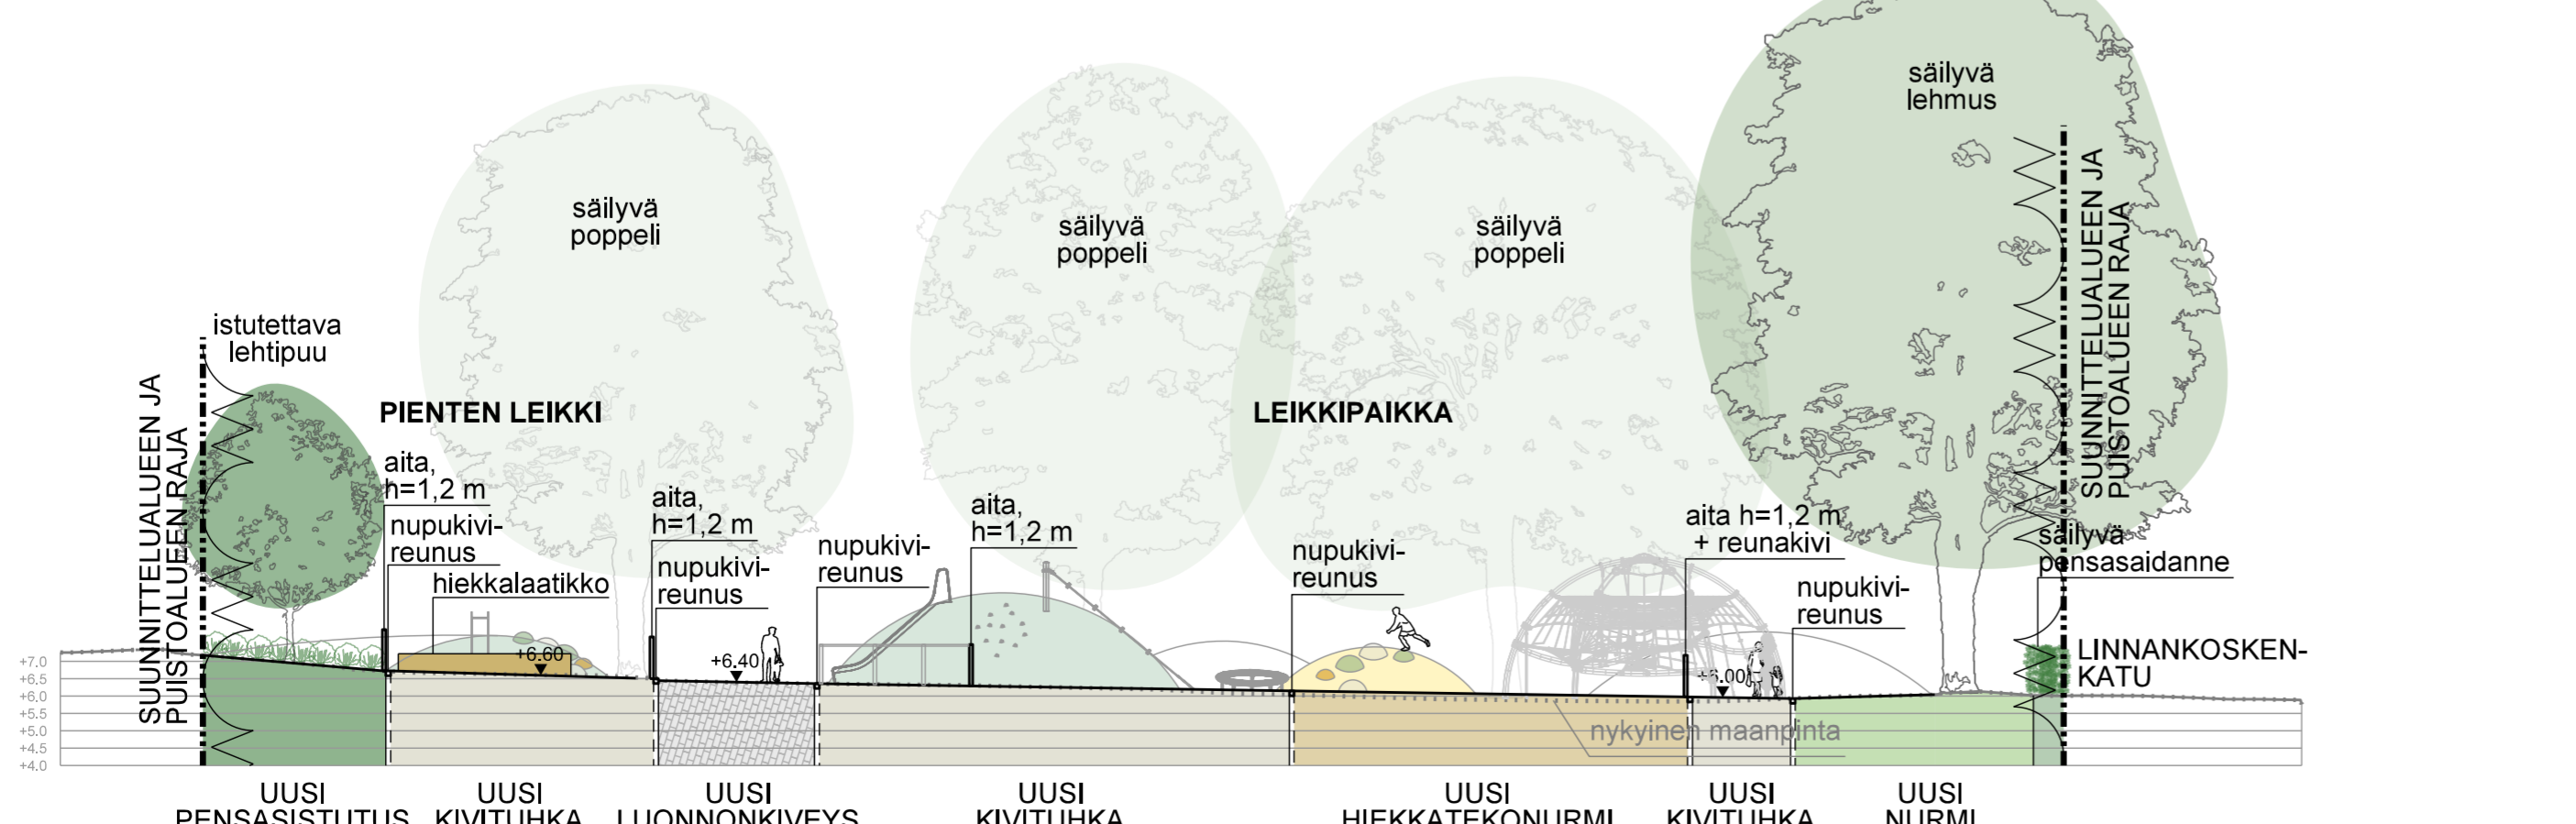 säilyvä
lehmus
säilyvä
poppeli
säilyvä
poppeli
säilyvä
poppeli
istutettava
lehtipuu
PIENTEN LEIKKI
LEIKKIPAIKKA
SUUNNITTELUALUEEN JA
PUISTOALUEEN RAJA
SUUNNITTELUALUEEN JA
PUISTOALUEEN RAJA
aita,
h=1,2 m
nupukivi-
reunus
hiekkalaatikko
aita,
h=1,2 m
nupukivi-
reunus
nupukivi-
reunus
aita,
h=1,2 m
nupukivi-
reunus
aita h=1,2 m
+ reunakivi
nupukivi-
reunus
säilyvä
pensasaidanne
LINNANKOSKEN-
KATU
+6.60
+6.40
+6.00
nykyinen maanpinta
+7.0
+6.5
+6.0
+5.5
+5.0
+4.5
+4.0
UUSI
PENSASISTUTUS
UUSI
KIVITUHKA
UUSI
LUONNONKIVEYS
UUSI
KIVITUHKA
UUSI
HIEKKATEKONURMI
UUSI
KIVITUHKA
UUSI
NURMI